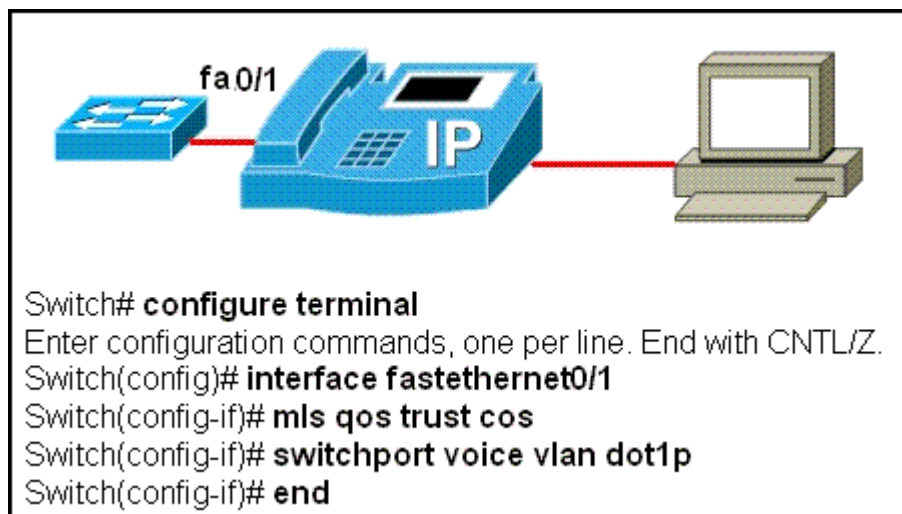 fa0/1
IP
Switch# configure terminal
Enter configuration commands, one per line. End with CNTL/Z.
Switch(config)# interface fastethernet0/1
Switch(config-if)# mls qos trust cos
Switch(config-if)# switchport voice vlan dot1p
Switch(config-if)# end